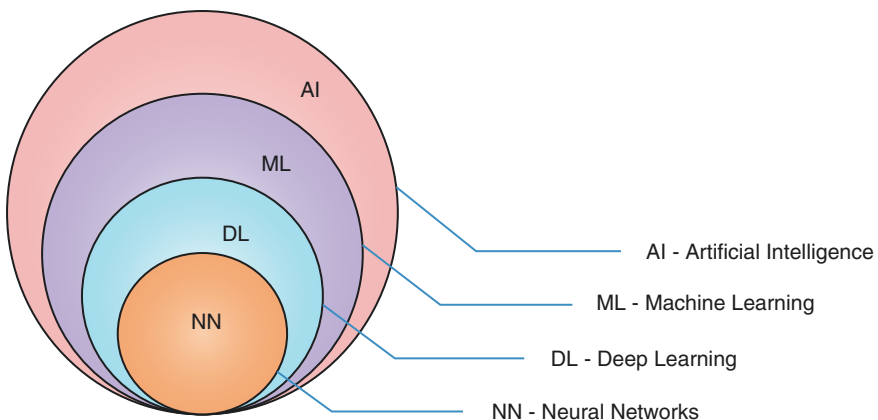 AI
ML
DL
NN
AI - Artificial Intelligence
ML - Machine Learning
DL - Deep Learning
NN - Neural Networks